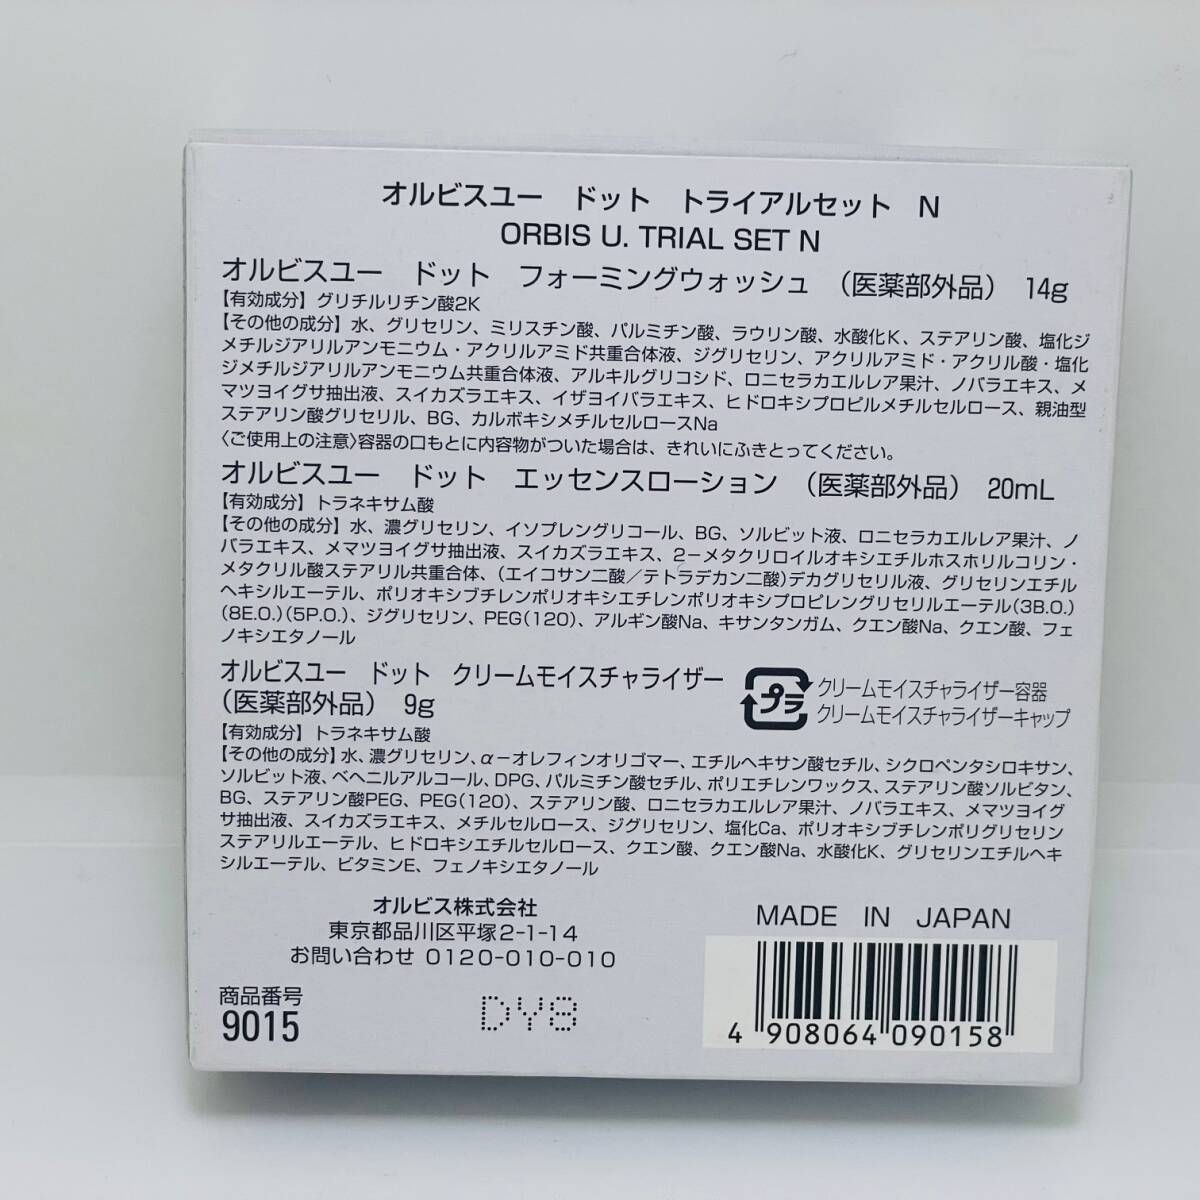 オルビスユー　ドット　トライアルセット　N
ORBIS U. TRIAL SET N
オルビスユー　ドット　フォーミングウォッシュ　（医薬部外品）　14g
【有効成分】グリチルリチン酸2K
【その他の成分】水、グリセリン、ミリスチン酸、パルミチン酸、ラウリン酸、水酸化K、ステアリン酸、塩化ジ
メチルジアリルアンモニウム・アクリルアミド共重合体液、ジグリセリン、アクリルアミド・アクリル酸・塩化
ジメチルジアリルアンモニウム共重合体液、アルキルグリコシド、ロニセラカエルレア果汁、ノバラエキス、メ
マツヨイグサ抽出液、スイカズラエキス、イザヨイバラエキス、ヒドロキシプロピルメチルセルロース、親油型
ステアリン酸グリセリル、BG、カルボキシメチルセルロースNa
〈ご使用上の注意〉容器の口もとに内容物がついた場合は、きれいにふきとってください。
オルビスユー　ドット　エッセンスローション　（医薬部外品）　20mL
【有効成分】トラネキサム酸
【その他の成分】水、濃グリセリン、イソプレングリコール、BG、ソルビット液、ロニセラカエルレア果汁、ノ
バラエキス、メマツヨイグサ抽出液、スイカズラエキス、2－メタクリロイルオキシエチルホスホリルコリン・
メタクリル酸ステアリル共重合体、（エイコサン二酸／テトラデカン二酸）デカグリセリル液、グリセリンエチル
ヘキシルエーテル、ポリオキシブチレンポリオキシエチレンポリオキシプロピレングリセリルエーテル(3B.O.)
(8E.O.)(5P.O.)、ジグリセリン、PEG(120)、アルギン酸Na、キサンタンガム、クエン酸Na、クエン酸、フェ
ノキシエタノール
オルビスユー　ドット　クリームモイスチャライザー
（医薬部外品）　9g
プラ
クリームモイスチャライザー容器
クリームモイスチャライザーキャップ
【有効成分】トラネキサム酸
【その他の成分】水、濃グリセリン、α－オレフィンオリゴマー、エチルヘキサン酸セチル、シクロペンタシロキサン、
ソルビット液、ベヘニルアルコール、DPG、パルミチン酸セチル、ポリエチレンワックス、ステアリン酸ソルビタン、
BG、ステアリン酸PEG、PEG(120)、ステアリン酸、ロニセラカエルレア果汁、ノバラエキス、メマツヨイグ
サ抽出液、スイカズラエキス、メチルセルロース、ジグリセリン、塩化Ca、ポリオキシブチレンポリグリセリン
ステアリルエーテル、ヒドロキシエチルセルロース、クエン酸、クエン酸Na、水酸化K、グリセリンエチルヘキ
シルエーテル、ビタミンE、フェノキシエタノール
オルビス株式会社
東京都品川区平塚2-1-14
お問い合わせ 0120-010-010
商品番号
9015
DY8
MADE IN JAPAN
4 908064 090158